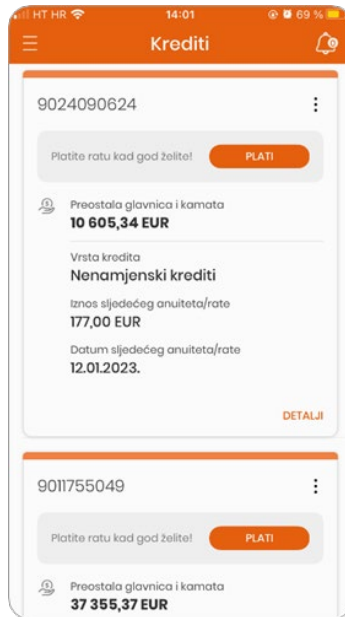 HT HR 14:01 69 %
Krediti
9024090624
Platite ratu kad god želite! PLATI
Preostala glavnica i kamata
10 605,34 EUR
Vrsta kredita
Nenamjenski krediti
Iznos sljedećeg anuiteta/rate
177,00 EUR
Datum sljedećeg anuiteta/rate
12.01.2023.
DETALJI
9011755049
Platite ratu kad god želite! PLATI
Preostala glavnica i kamata
37 355,37 EUR